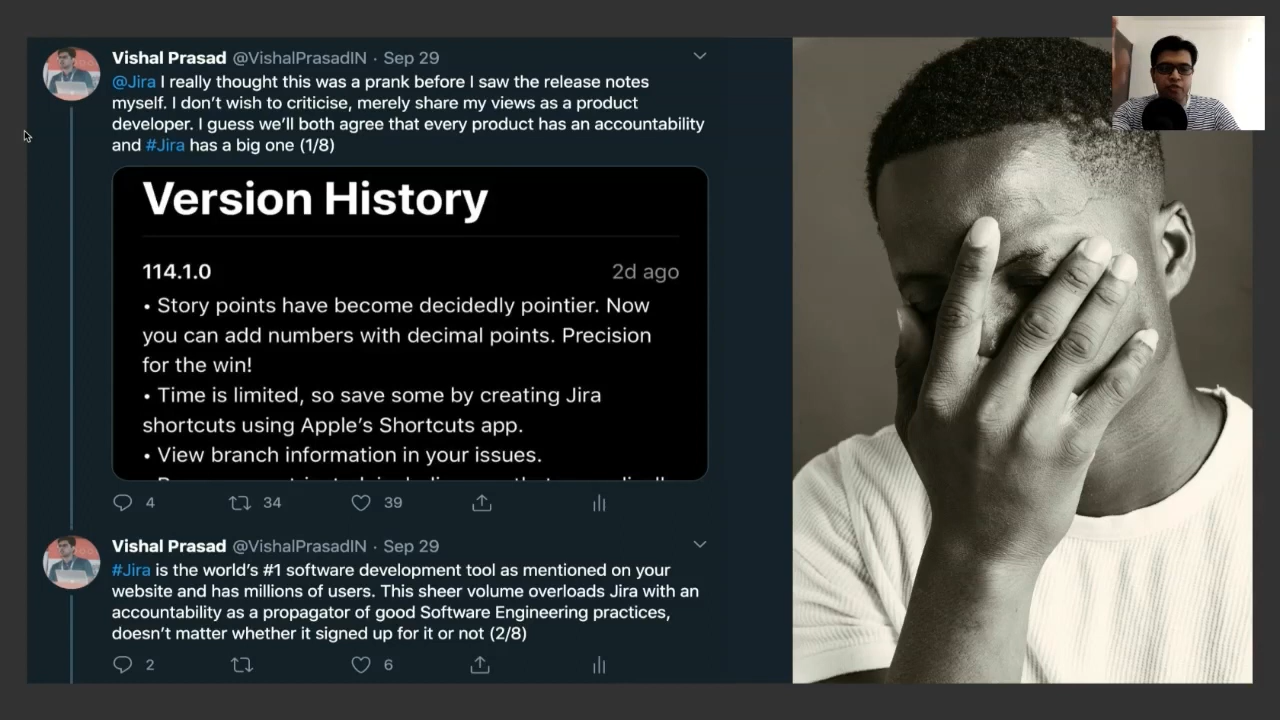 Vishal Prasad @VishalPrasadIN · Sep 29
@Jira I really thought this was a prank before I saw the release notes
myself. I don't wish to criticise, merely share my views as a product
developer. I guess we'll both agree that every product has an accountability
and #Jira has a big one (1/8)
Version History
114.1.0 2d ago
• Story points have become decidedly pointier. Now
you can add numbers with decimal points. Precision
for the win!
• Time is limited, so save some by creating Jira
shortcuts using Apple's Shortcuts app.
• View branch information in your issues.
4 34 39
Vishal Prasad @VishalPrasadIN · Sep 29
#Jira is the world's #1 software development tool as mentioned on your
website and has millions of users. This sheer volume overloads Jira with an
accountability as a propagator of good Software Engineering practices,
doesn't matter whether it signed up for it or not (2/8)
2 6